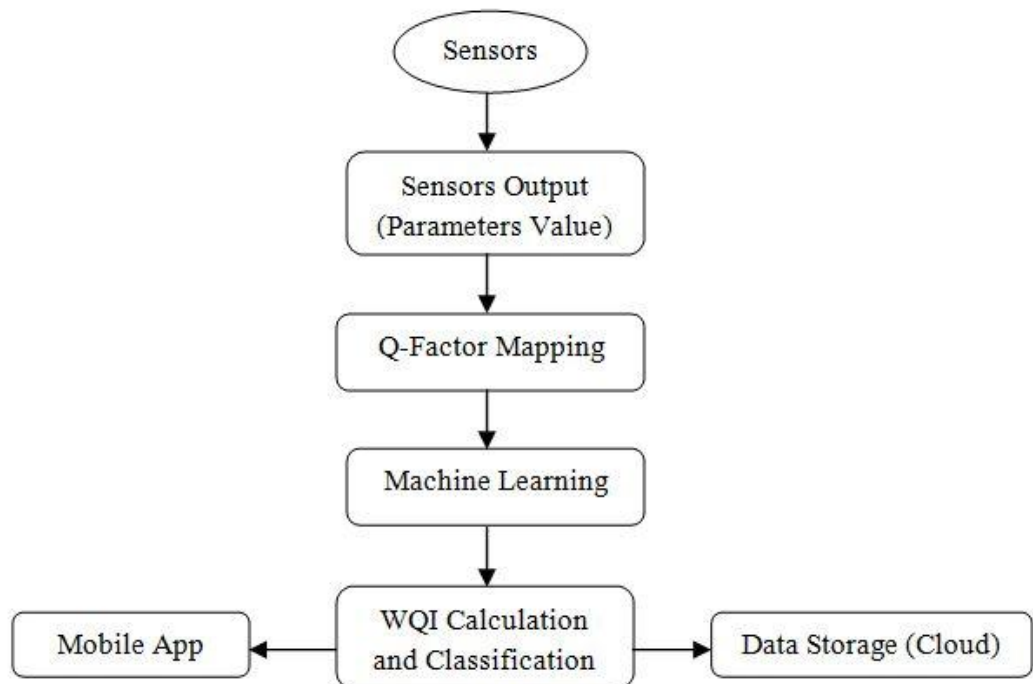 Sensors
Sensors Output
(Parameters Value)
Q-Factor Mapping
Machine Learning
WQI Calculation
and Classification
Mobile App
Data Storage (Cloud)